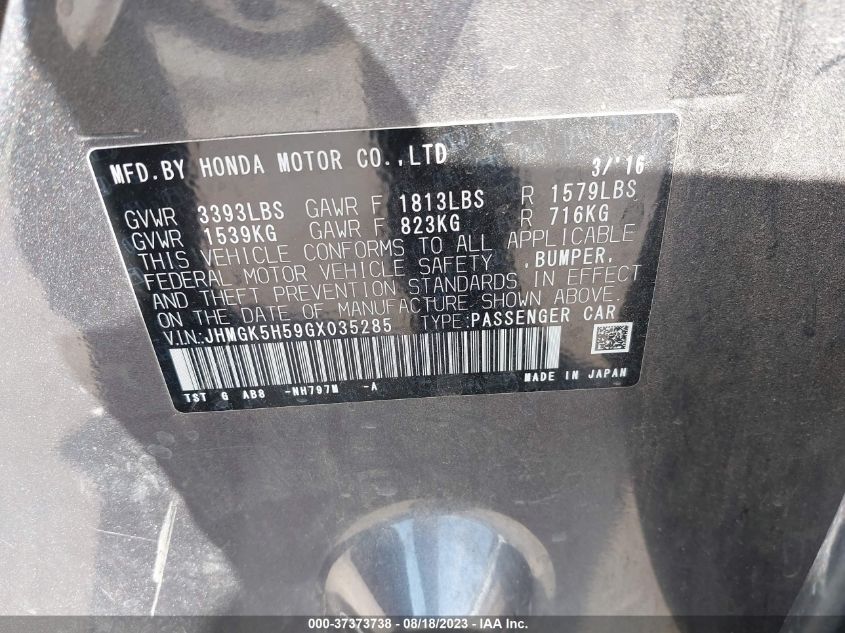 MFD.BY HONDA MOTOR CO.,LTD 3/'16
GVWR 3393LBS GAWR F 1813LBS R 1579LBS
GVWR 1539KG GAWR F 823KG R 716KG
THIS VEHICLE CONFORMS TO ALL APPLICABLE
FEDERAL MOTOR VEHICLE SAFETY ,BUMPER,
AND THEFT PREVENTION STANDARDS IN EFFECT
ON THE DATE OF MANUFACTURE SHOWN ABOVE.
V.IN:JHMGK5H59GX035285 TYPE:PASSENGER CAR
TST G AB8 -NH797M -A MADE IN JAPAN
000-37373738 - 08/18/2023 - IAA Inc.